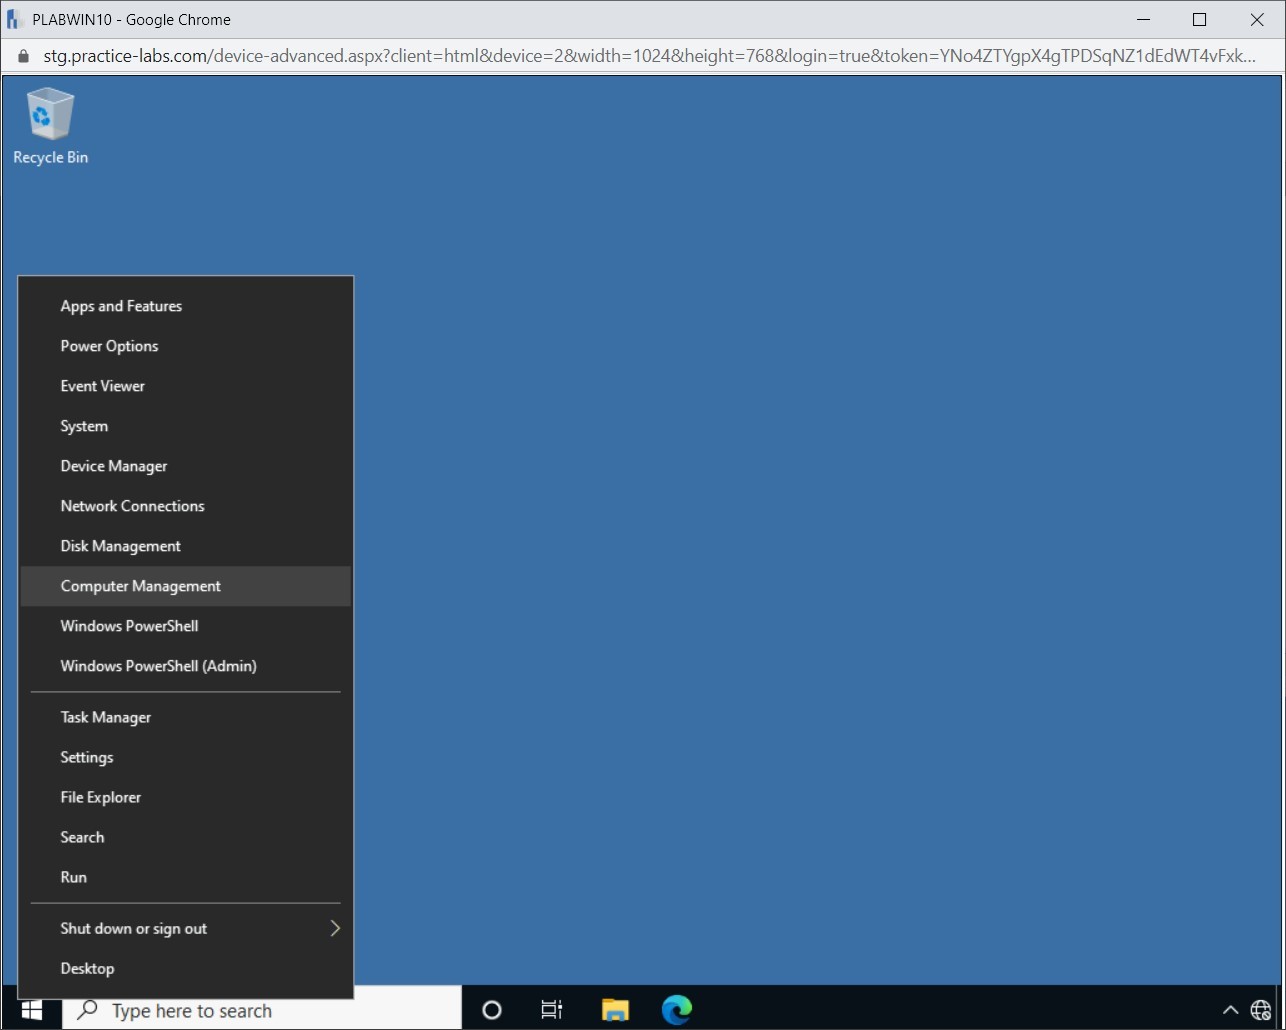 PLABWIN10 - Google Chrome
stg.practice-labs.com/device-advanced.aspx?client=html&device=2&width=1024&height=768&login=true&token=YNo4ZTYgpX4gTPDSqNZ1dEdWT4vFxk...
Recycle Bin
Apps and Features
Power Options
Event Viewer
System
Device Manager
Network Connections
Disk Management
Computer Management
Windows PowerShell
Windows PowerShell (Admin)
Task Manager
Settings
File Explorer
Search
Run
Shut down or sign out
Desktop
Type here to search